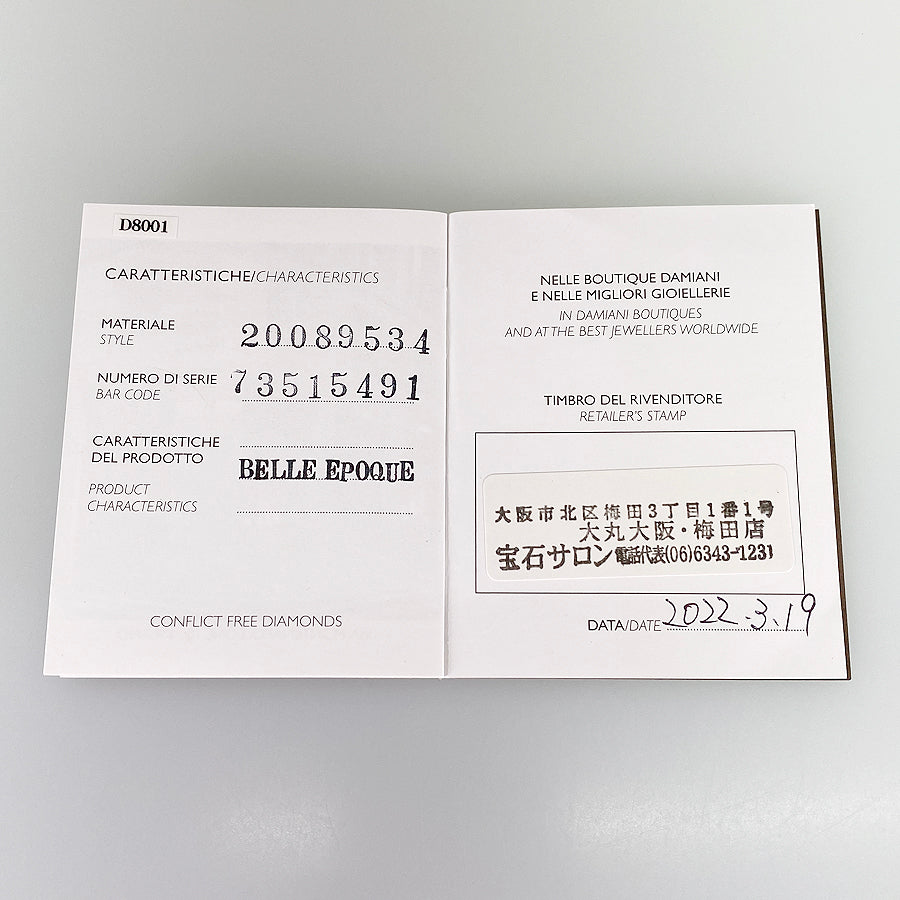 D8001
CARATTERISTICHE/CHARACTERISTICS
MATERIALE
STYLE
20089534
NUMERO DI SERIE
BAR CODE
73515491
CARATTERISTICHE
DEL PRODOTTO
BELLE EPOQUE
PRODUCT
CHARACTERISTICS
CONFLICT FREE DIAMONDS
NELLE BOUTIQUE DAMIANI
E NELLE MIGLIORI GIOIELLERIE
IN DAMIANI BOUTIQUES
AND AT THE BEST JEWELLERS WORLDWIDE
TIMBRO DEL RIVENDITORE
RETAILER'S STAMP
大阪市北区梅田3丁目1番1号
大丸大阪・梅田店
宝石サロン電話代表(06)6343-1231
DATA/DATE 2022.3.19